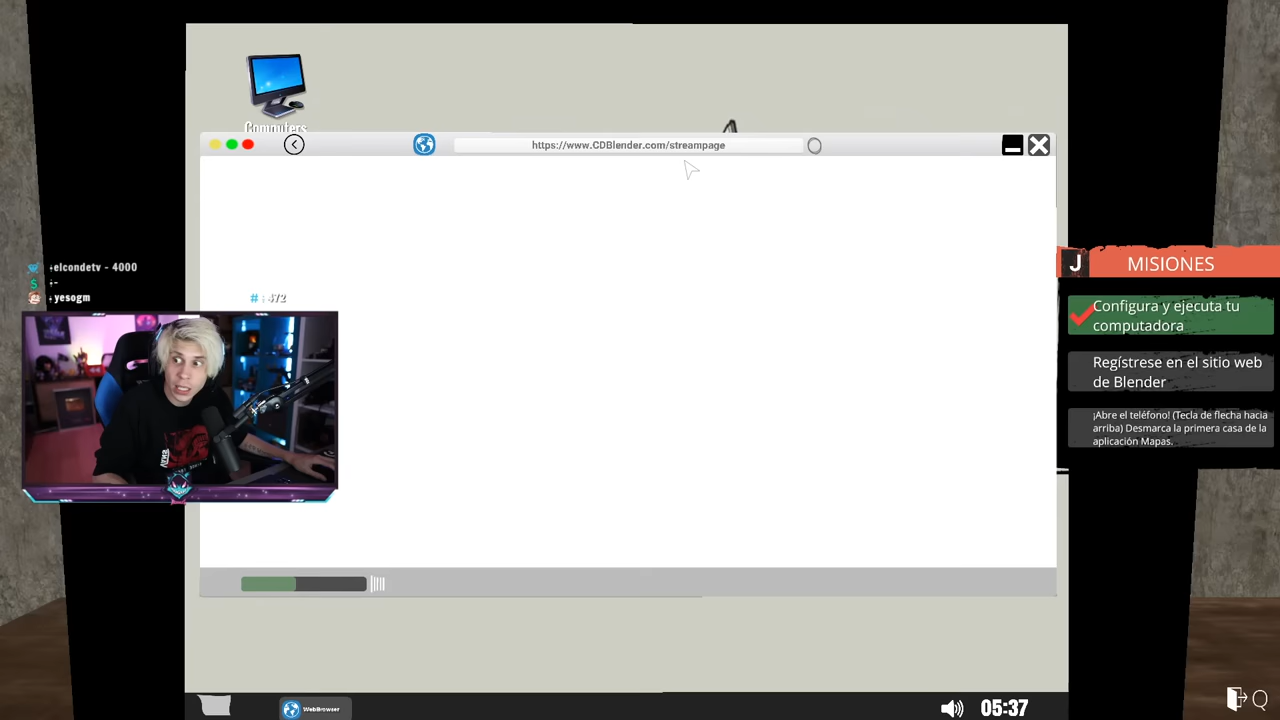 Computers
https://www.CDBlender.com/streampage
elcondetv - 4000
-
yesogm
# : 472
J MISIONES
Configura y ejecuta tu
computadora
Regístrese en el sitio web
de Blender
¡Abre el teléfono! (Tecla de flecha hacia
arriba) Desmarca la primera casa de la
aplicación Mapas.
WebBrowser
05:37
Q